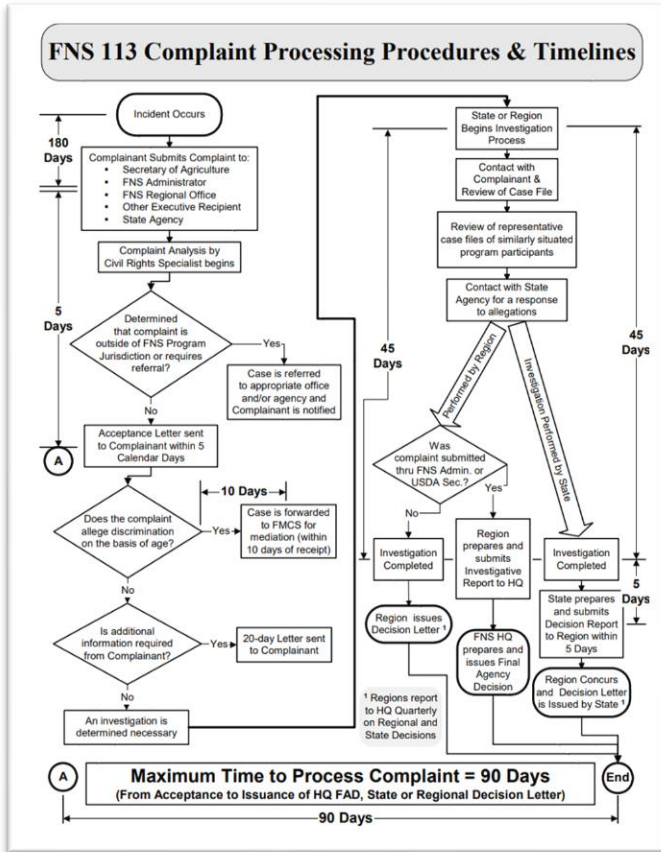 FNS 113 Complaint Processing Procedures & Timelines
Incident Occurs
180
Days
Complainant Submits Complaint to:
• Secretary of Agriculture
• FNS Administrator
• FNS Regional Office
• Other Executive Recipient
• State Agency
Complaint Analysis by
Civil Rights Specialist begins
5
Days
Determined
that complaint is
outside of FNS Program
Jurisdiction or requires
referral?
Yes
Case is referred
to appropriate office
and/or agency and
Complainant is notified
No
Acceptance Letter sent
to Complainant within 5
Calendar Days
A
10 Days
Does the complaint
allege discrimination
on the basis of age?
Yes
Case is forwarded
to FMCS for
mediation (within
10 days of receipt)
No
Is additional
information required
from Complainant?
Yes
20-day Letter sent
to Complainant
No
An investigation is
determined necessary
State or Region
Begins Investigation
Process
Contact with
Complainant &
Review of Case File
Review of representative
case files of similarly situated
program participants
Contact with State
Agency for a response
to allegations
45
Days
45
Days
Performed by Region
Investigation Performed by State
Was
complaint submitted
thru FNS Admin. or
USDA Sec.?
No
Yes
Investigation
Completed
Region
prepares and
submits
Investigative
Report to HQ
Investigation
Completed
5
Days
Region issues
Decision Letter ¹
FNS HQ
prepares and
issues Final
Agency
Decision
State prepares
and submits
Decision Report
to Region within
5 Days
Region Concurs
and Decision Letter
is Issued by State ¹
¹ Regions report
to HQ Quarterly
on Regional and
State Decisions
A
Maximum Time to Process Complaint = 90 Days
(From Acceptance to Issuance of HQ FAD, State or Regional Decision Letter)
End
90 Days